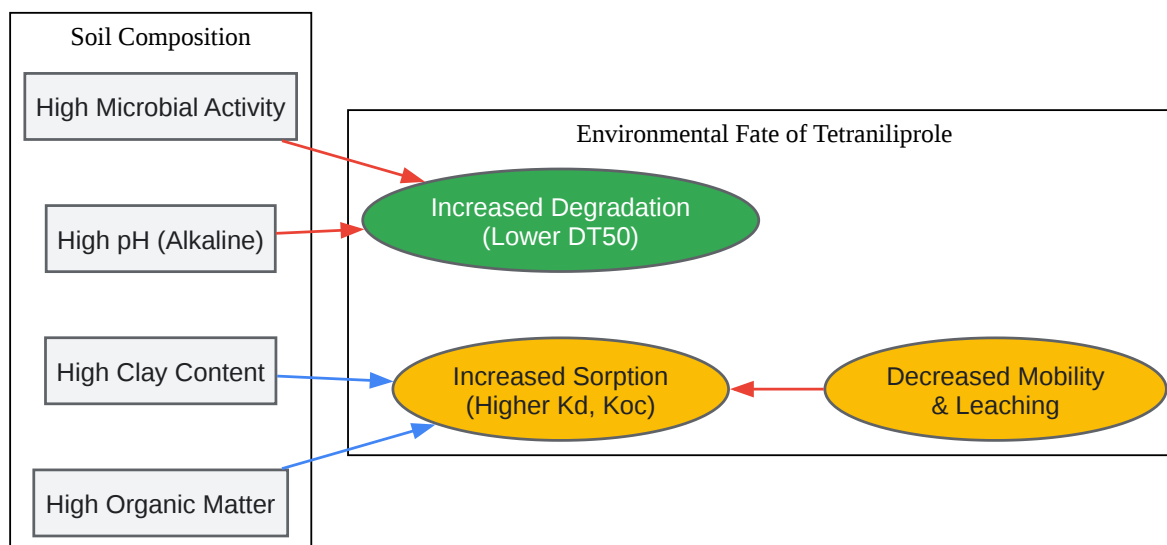 Soil Composition
High Microbial Activity
High pH (Alkaline)
High Clay Content
High Organic Matter
Environmental Fate of Tetraniliprole
Increased Degradation
(Lower DT50)
Increased Sorption
(Higher Kd, Koc)
Decreased Mobility
& Leaching